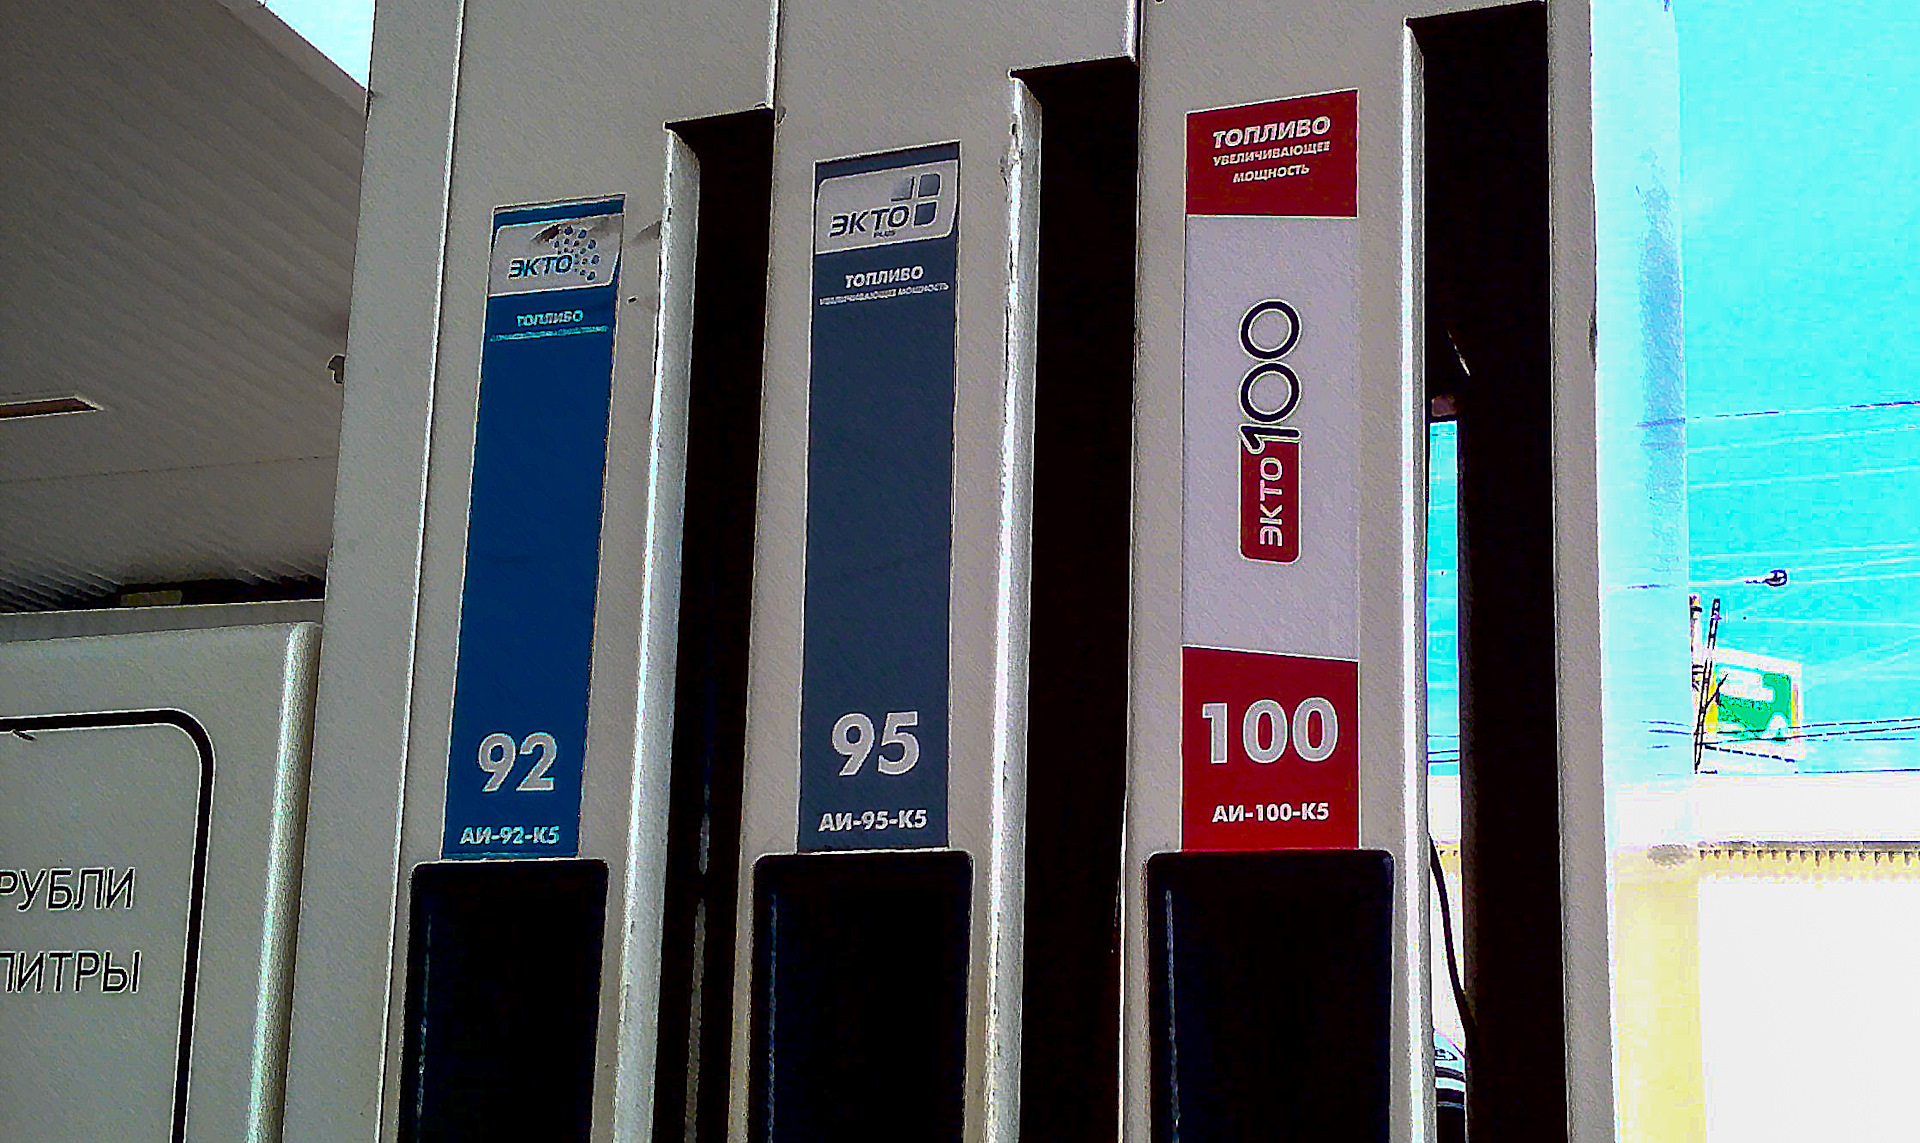 ЭКТО
ТОПЛИВО
92
АИ-92-К5
ЭКТО
PLUS
ТОПЛИВО
УВЕЛИЧИВАЮЩЕЕ МОЩНОСТЬ
95
АИ-95-К5
ТОПЛИВО
УВЕЛИЧИВАЮЩЕЕ
МОЩНОСТЬ
ЭКТО100
100
АИ-100-К5
РУБЛИ
ЛИТРЫ